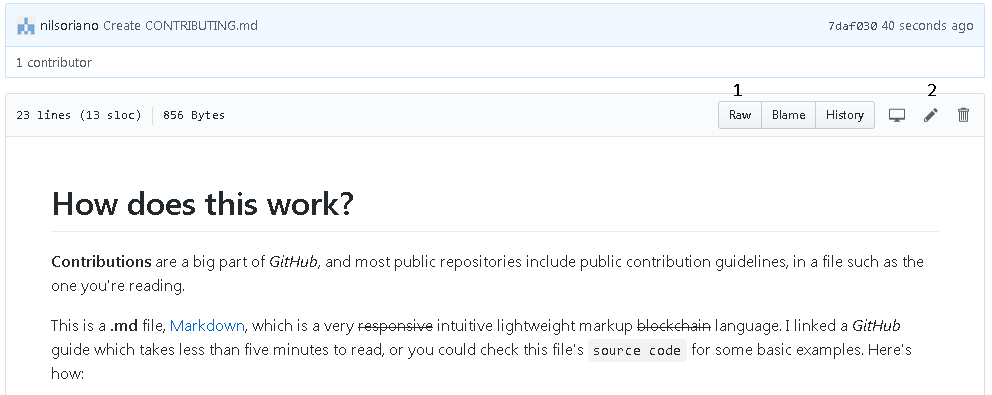 nilsoriano Create CONTRIBUTING.md 7daf030 40 seconds ago
1 contributor
1 2
23 lines (13 sloc) 856 Bytes Raw Blame History
How does this work?
Contributions are a big part of GitHub, and most public repositories include public contribution guidelines, in a file such as the
one you're reading.
This is a .md file, Markdown, which is a very responsive intuitive lightweight markup blockchain language. I linked a GitHub
guide which takes less than five minutes to read, or you could check this file's source code for some basic examples. Here's
how: